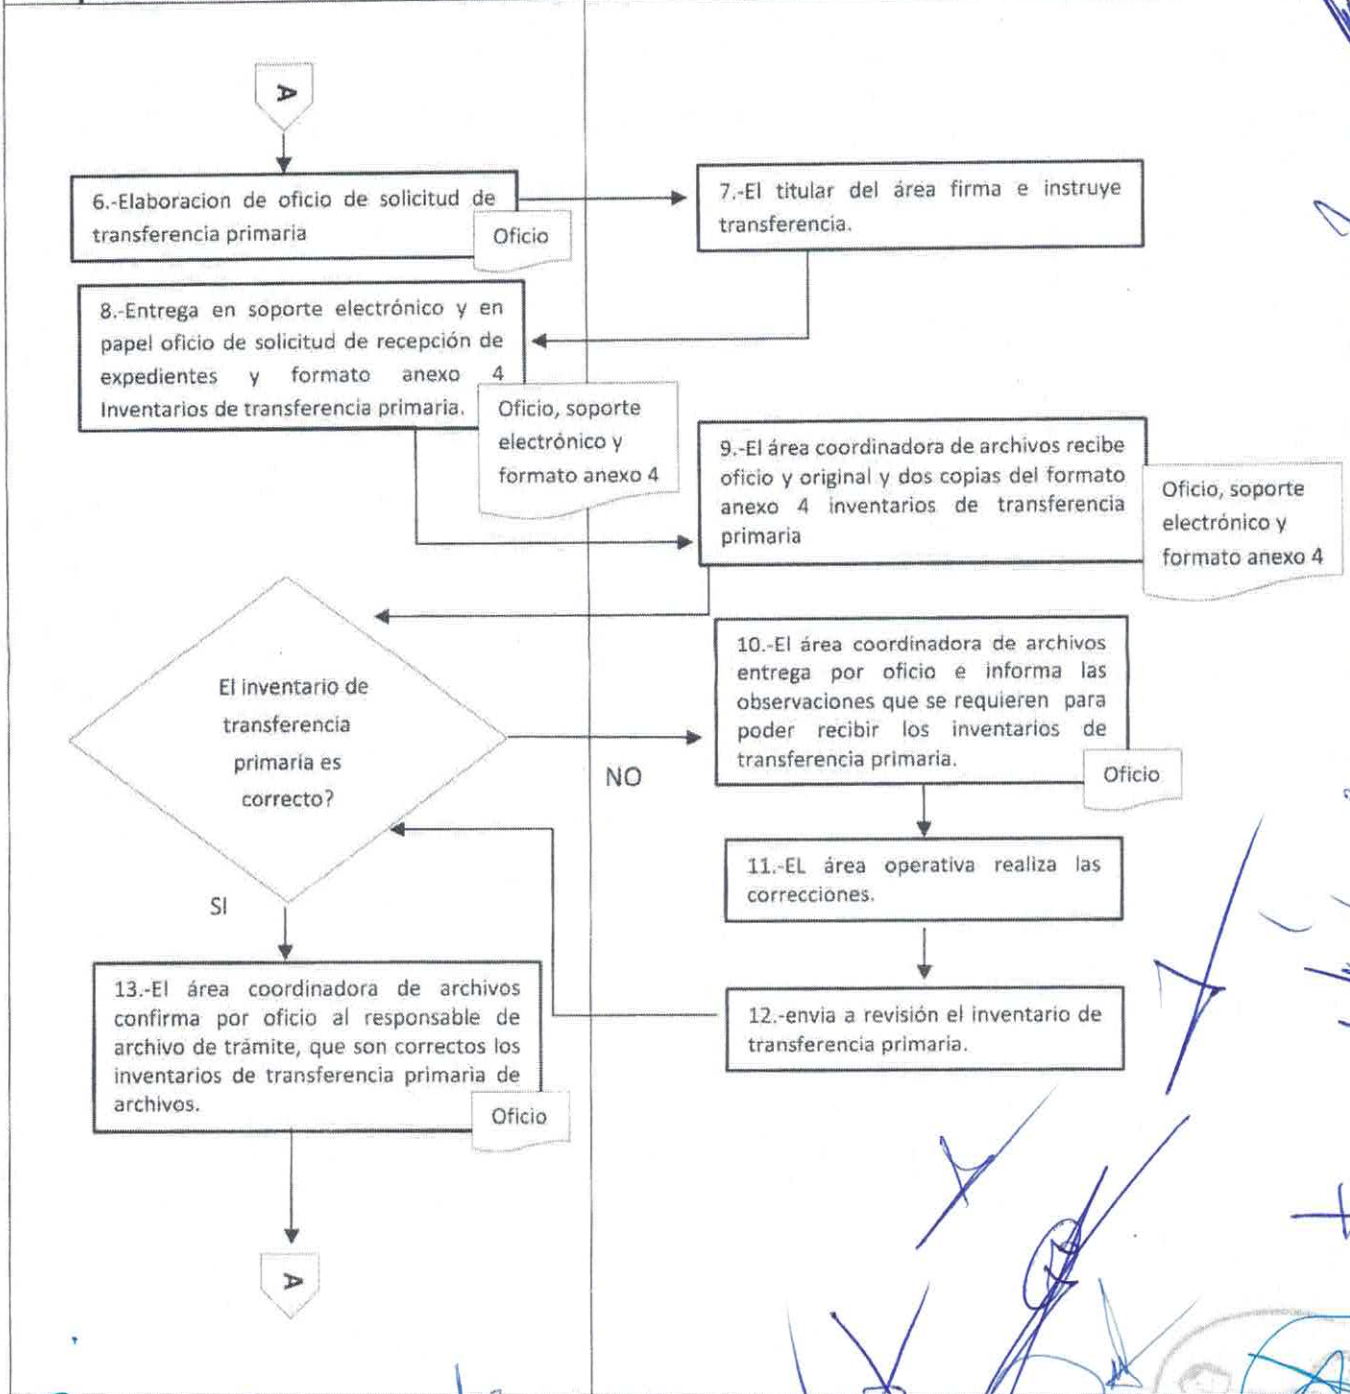 A
6.-Elaboracion de oficio de solicitud de
transferencia primaria
Oficio
7.-El titular del área firma e instruye
transferencia.
8.-Entrega en soporte electrónico y en
papel oficio de solicitud de recepción de
expedientes y formato anexo 4
Inventarios de transferencia primaria.
Oficio, soporte
electrónico y
formato anexo 4
9.-El área coordinadora de archivos recibe
oficio y original y dos copias del formato
anexo 4 inventarios de transferencia
primaria
Oficio, soporte
electrónico y
formato anexo 4
El inventario de
transferencia
primaria es
correcto?
NO
10.-El área coordinadora de archivos
entrega por oficio e informa las
observaciones que se requieren para
poder recibir los inventarios de
transferencia primaria.
Oficio
11.-EL área operativa realiza las
correcciones.
12.-envia a revisión el inventario de
transferencia primaria.
SI
13.-El área coordinadora de archivos
confirma por oficio al responsable de
archivo de trámite, que son correctos los
inventarios de transferencia primaria de
archivos.
Oficio
A